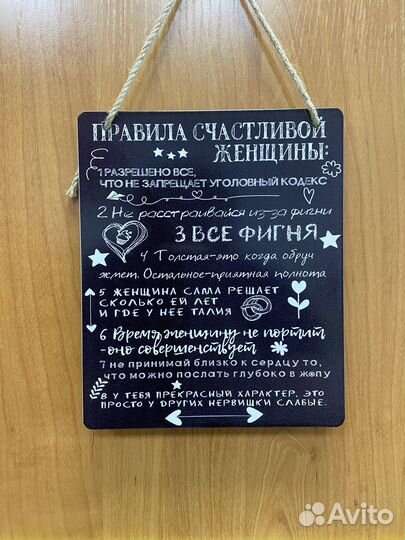 ПРАВИЛА СЧАСТЛИВОЙ
ЖЕНЩИНЫ:
1 РАЗРЕШЕНО ВСЕ,
ЧТО НЕ ЗАПРЕЩАЕТ УГОЛОВНЫЙ КОДЕКС
2 Не расстраивайся из-за фигни
3 ВСЕ ФИГНЯ
4 Толстая-это когда обруч
жмет. Остальное-приятная полнота
5 ЖЕНЩИНА САМА РЕШАЕТ
СКОЛЬКО ЕЙ ЛЕТ
И ГДЕ У НЕЕ ТАЛИЯ
6 Время женщину не портит
-оно совершенствует
7 не принимай близко к сердцу то,
что можно послать глубоко в жопу
8 У ТЕБЯ ПРЕКРАСНЫЙ ХАРАКТЕР, ЭТО
ПРОСТО У ДРУГИХ НЕРВИШКИ СЛАБЫЕ.
Avito